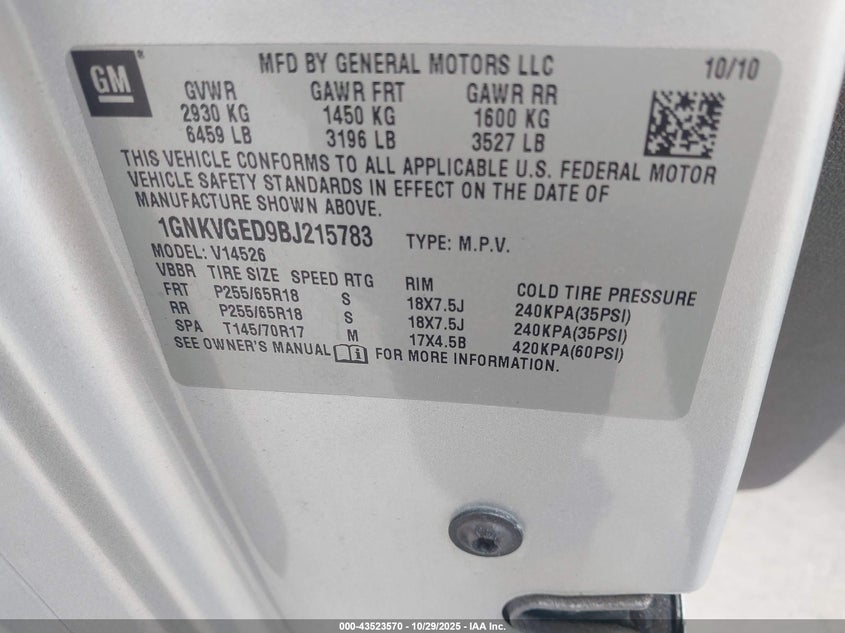 GM®
MFD BY GENERAL MOTORS LLC 10/10
GVWR GAWR FRT GAWR RR
2930 KG 1450 KG 1600 KG
6459 LB 3196 LB 3527 LB
THIS VEHICLE CONFORMS TO ALL APPLICABLE U.S. FEDERAL MOTOR
VEHICLE SAFETY STANDARDS IN EFFECT ON THE DATE OF
MANUFACTURE SHOWN ABOVE.
1GNKVGED9BJ215783 TYPE: M.P.V.
MODEL: V14526
VBBR TIRE SIZE SPEED RTG RIM COLD TIRE PRESSURE
FRT P255/65R18 S 18X7.5J 240KPA(35PSI)
RR P255/65R18 S 18X7.5J 240KPA(35PSI)
SPA T145/70R17 M 17X4.5B 420KPA(60PSI)
SEE OWNER'S MANUAL i FOR MORE INFORMATION.
000-43523570 - 10/29/2025 - IAA Inc.